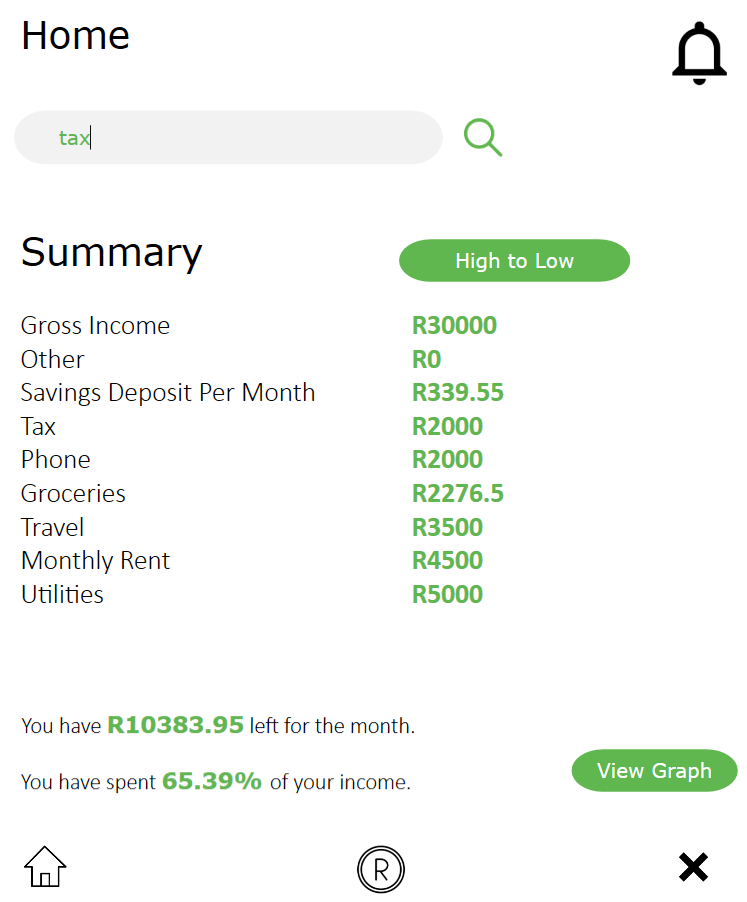 Home
tax
Summary
High to Low
Gross Income R30000
Other R0
Savings Deposit Per Month R339.55
Tax R2000
Phone R2000
Groceries R2276.5
Travel R3500
Monthly Rent R4500
Utilities R5000
You have R10383.95 left for the month.
You have spent 65.39% of your income.
View Graph
R